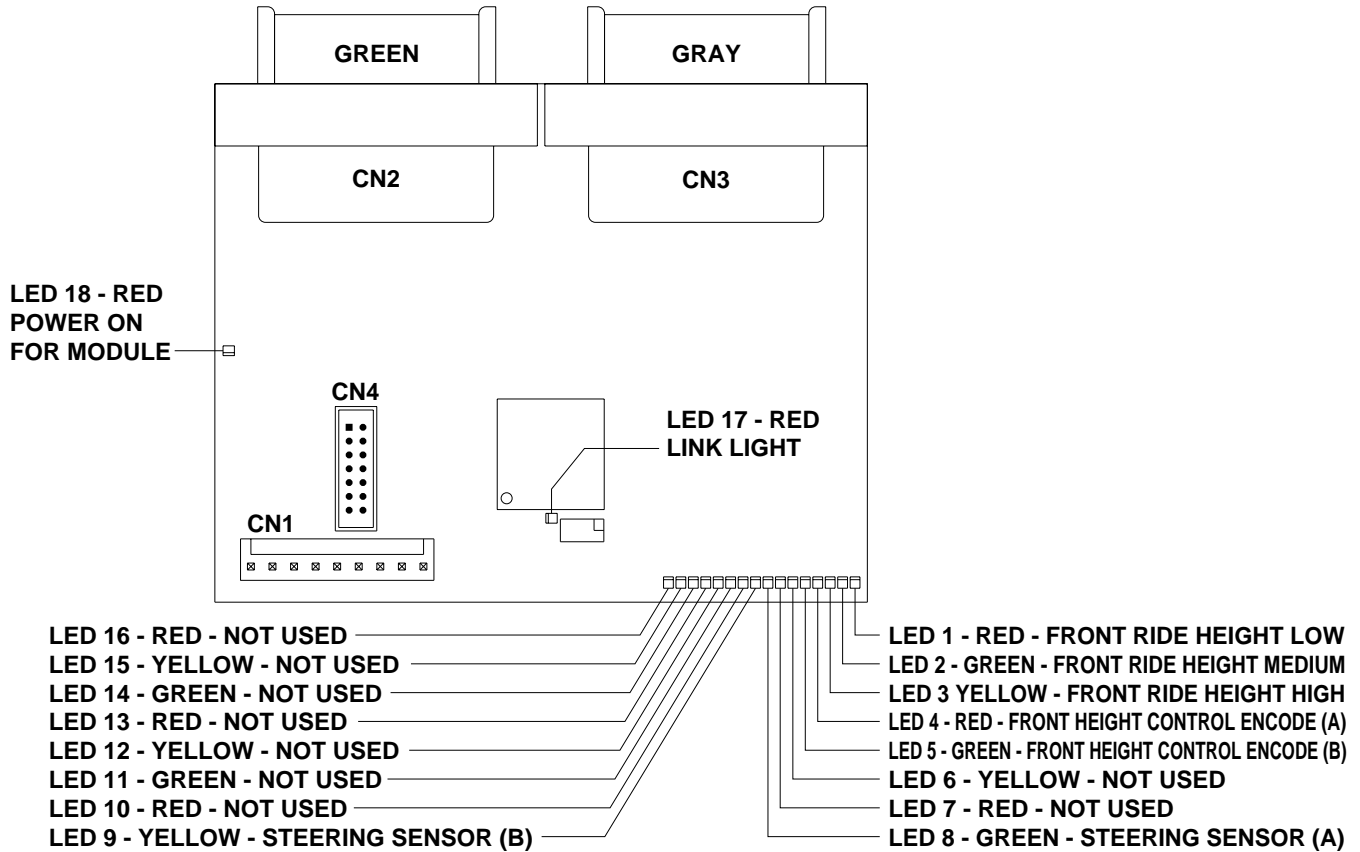 GREEN
GRAY
CN2
CN3
LED 18 - RED
POWER ON
FOR MODULE
CN4
LED 17 - RED
LINK LIGHT
CN1
LED 16 - RED - NOT USED
LED 15 - YELLOW - NOT USED
LED 14 - GREEN - NOT USED
LED 13 - RED - NOT USED
LED 12 - YELLOW - NOT USED
LED 11 - GREEN - NOT USED
LED 10 - RED - NOT USED
LED 9 - YELLOW - STEERING SENSOR (B)
LED 1 - RED - FRONT RIDE HEIGHT LOW
LED 2 - GREEN - FRONT RIDE HEIGHT MEDIUM
LED 3 YELLOW - FRONT RIDE HEIGHT HIGH
LED 4 - RED - FRONT HEIGHT CONTROL ENCODE (A)
LED 5 - GREEN - FRONT HEIGHT CONTROL ENCODE (B)
LED 6 - YELLOW - NOT USED
LED 7 - RED - NOT USED
LED 8 - GREEN - STEERING SENSOR (A)